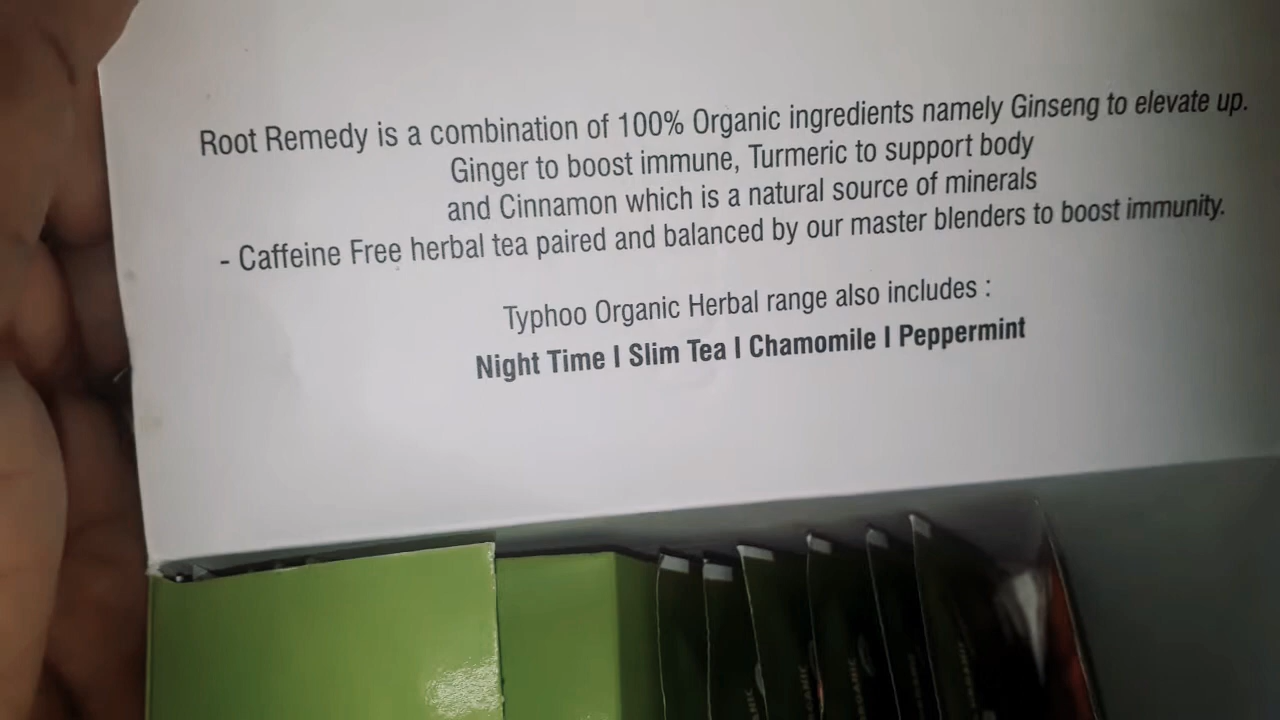 Root Remedy is a combination of 100% Organic ingredients namely Ginseng to elevate up.
Ginger to boost immune, Turmeric to support body
and Cinnamon which is a natural source of minerals
- Caffeine Free herbal tea paired and balanced by our master blenders to boost immunity.
Typhoo Organic Herbal range also includes :
Night Time I Slim Tea I Chamomile I Peppermint